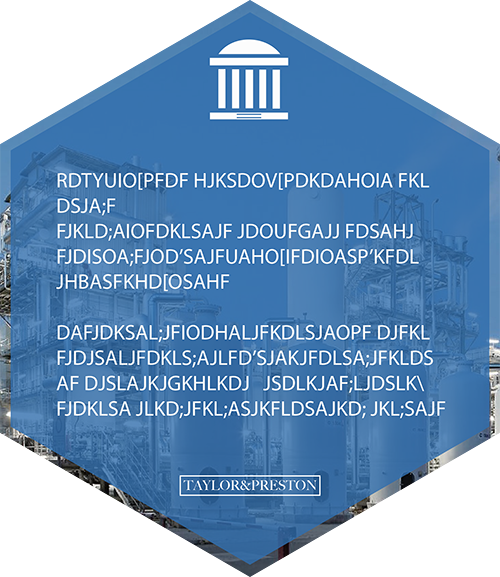 RDTYUIO[PFDF HJKSDOV[PDKDAHOIA FKL
DSJA;F
FJKLD;AIOFDKLSAJF JDOUFGAJJ FDSAHJ
FJDISOA;FJOD'SAJFUAHO[IFDIOASP'KFDL
JHBASFKHD[OSAHF
DAFJDKSAL;JFIODHALJFKDLSJAOPF DJFKL
FJDJSALJFDKLS;AJLFD'SJAKJFDLSA;JFKLDS
AF DJSLAJKJGKHLKDJ   JSDLKJAF;LJDSLK\
FJDKLSA JLKD;JFKL;ASJKFLDSAJKD; JKL;SAJF
TAYLOR&PRESTON